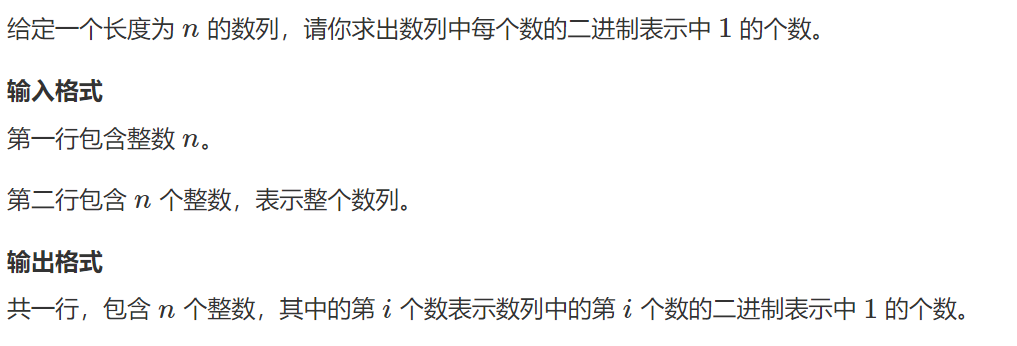 给定一个长度为 n 的数列，请你求出数列中每个数的二进制表示中 1 的个数。
输入格式
第一行包含整数 n。
第二行包含 n 个整数，表示整个数列。
输出格式
共一行，包含 n 个整数，其中的第 i 个数表示数列中的第 i 个数的二进制表示中 1 的个数。